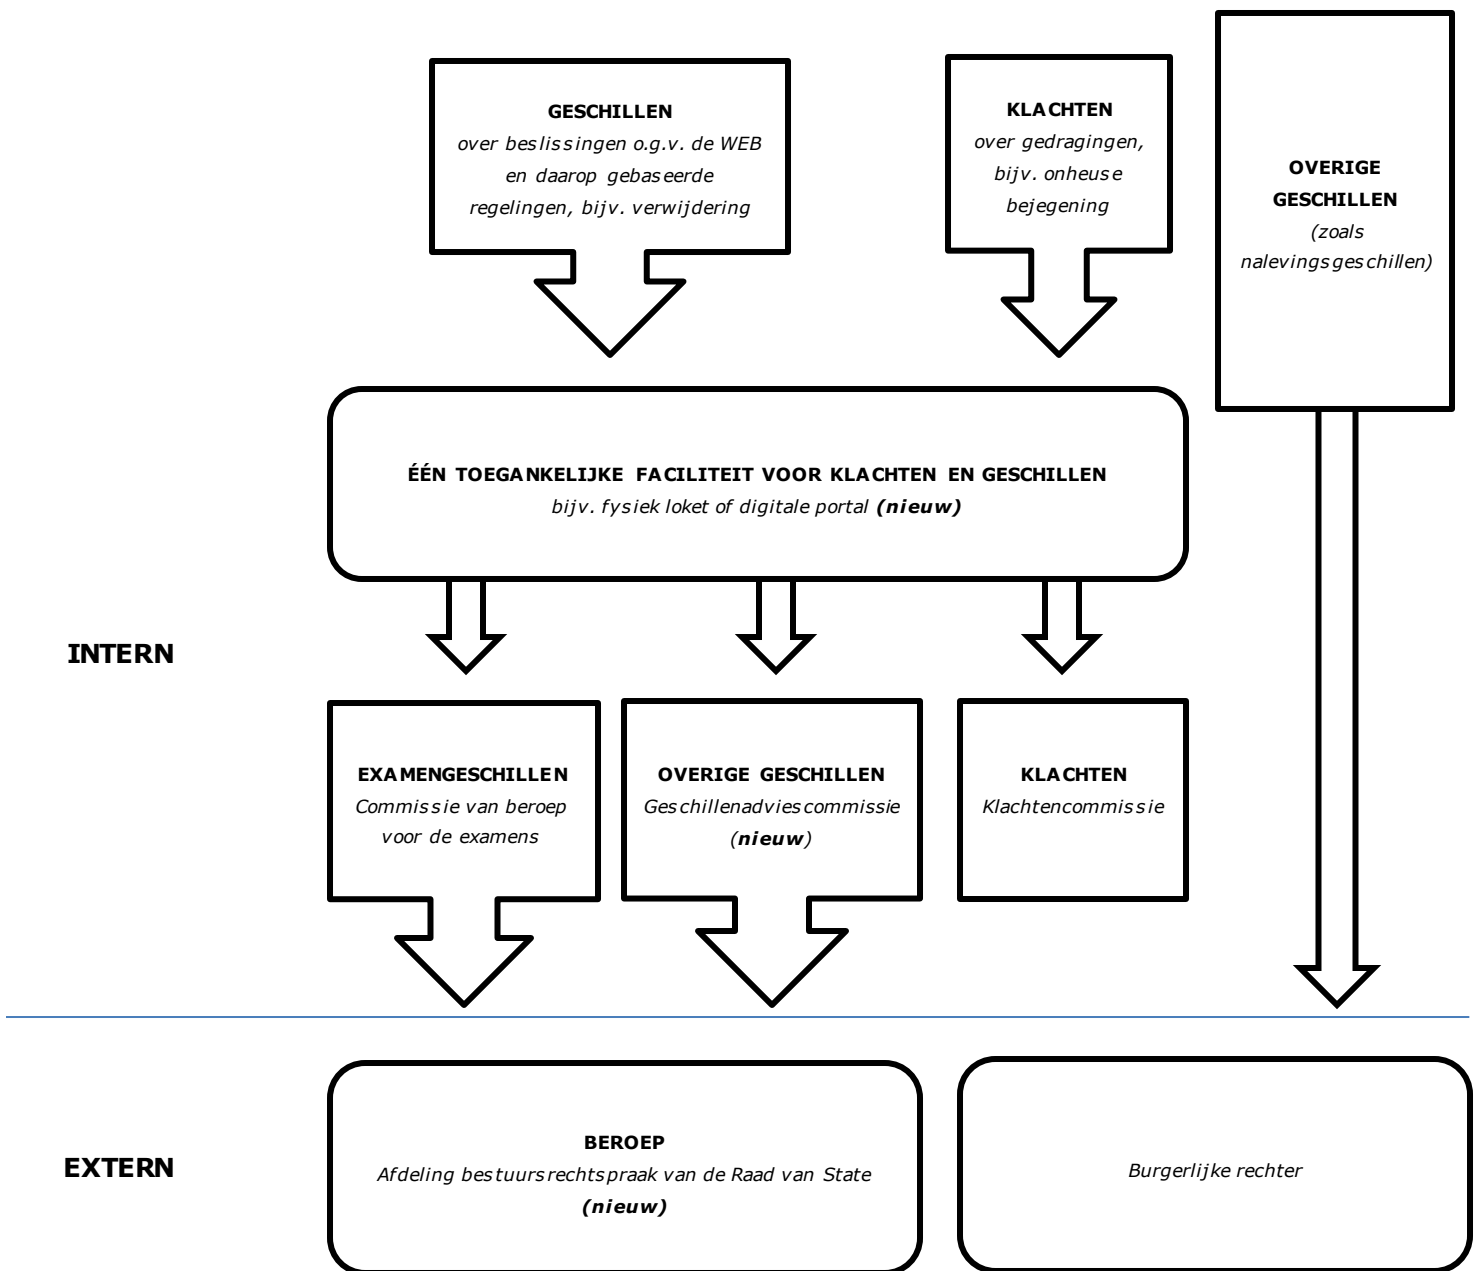 GESCHILLEN
over beslissingen o.g.v. de WEB
en daarop gebaseerde
regelingen, bijv. verwijdering
KLACHTEN
over gedragingen,
bijv. onheuse
bejegening
OVERIGE
GESCHILLEN
(zoals
nalevingsgeschillen)
ÉÉN TOEGANKELIJKE FACILITEIT VOOR KLACHTEN EN GESCHILLEN
bijv. fysiek loket of digitale portal (nieuw)
INTERN
EXAMENGESCHILLEN
Commissie van beroep
voor de examens
OVERIGE GESCHILLEN
Geschillenadviescommissie
(nieuw)
KLACHTEN
Klachtencommissie
EXTERN
BEROEP
Afdeling bestuursrechtspraak van de Raad van State
(nieuw)
Burgerlijke rechter